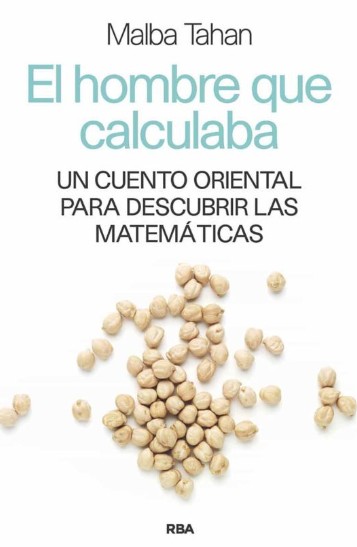 Malba Tahan
El hombre que
calculaba
UN CUENTO ORIENTAL
PARA DESCUBRIR LAS
MATEMÁTICAS
RBA